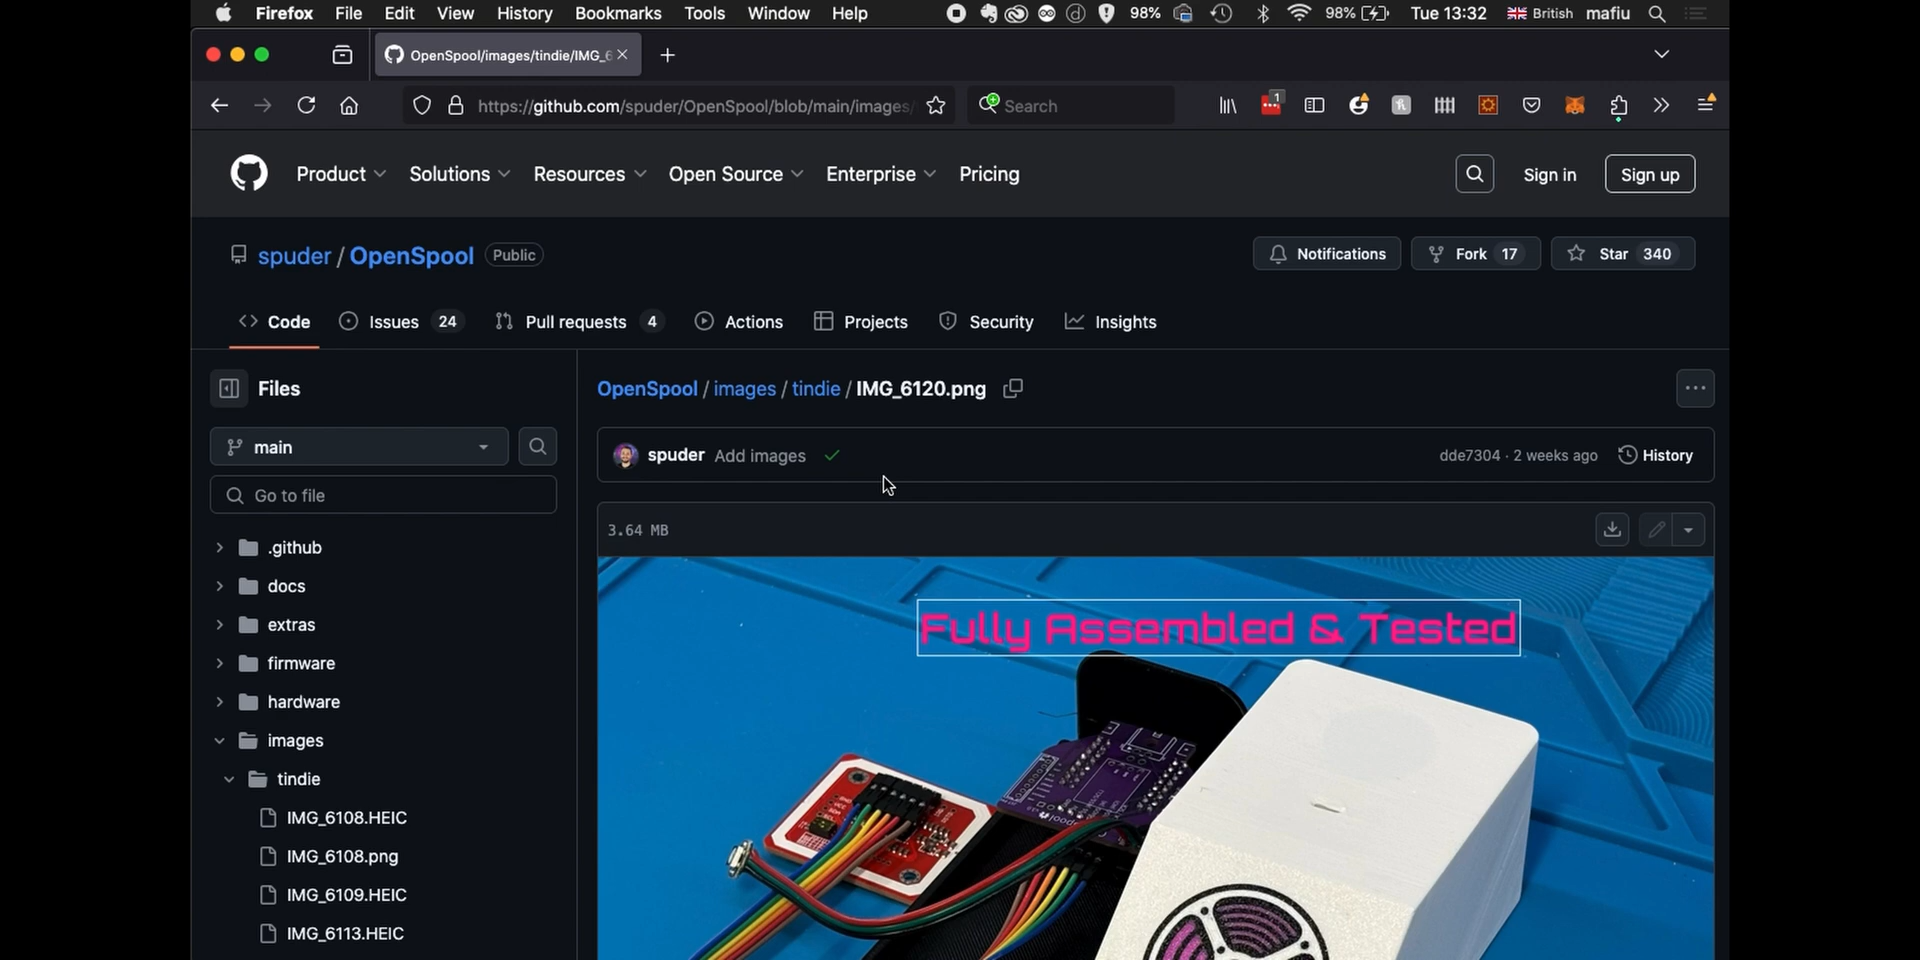 Firefox File Edit View History Bookmarks Tools Window Help 98% 98% Tue 13:32 British mafiu
OpenSpool/images/tindie/IMG_6
https://github.com/spuder/OpenSpool/blob/main/images/ Search 1
Product Solutions Resources Open Source Enterprise Pricing Sign in Sign up
spuder / OpenSpool Public Notifications Fork 17 Star 340
Code Issues 24 Pull requests 4 Actions Projects Security Insights
Files
OpenSpool / images / tindie / IMG_6120.png
main
spuder Add images dde7304 · 2 weeks ago History
Go to file
3.64 MB
.github
docs
extras
firmware
hardware
images
tindie
IMG_6108.HEIC
IMG_6108.png
IMG_6109.HEIC
IMG_6113.HEIC
Fully Assembled & Tested